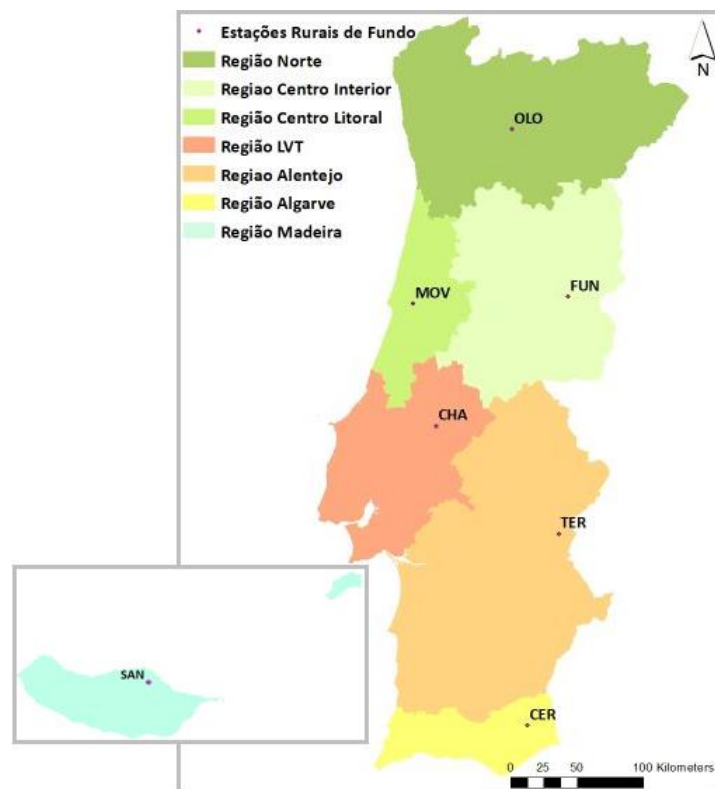 Estações Rurais de Fundo
Região Norte
Regiao Centro Interior
Região Centro Litoral
Região LVT
Regiao Alentejo
Região Algarve
Região Madeira
N
OLO
MOV
FUN
CHA
TER
SAN
CER
0 25 50 100 Kilometers